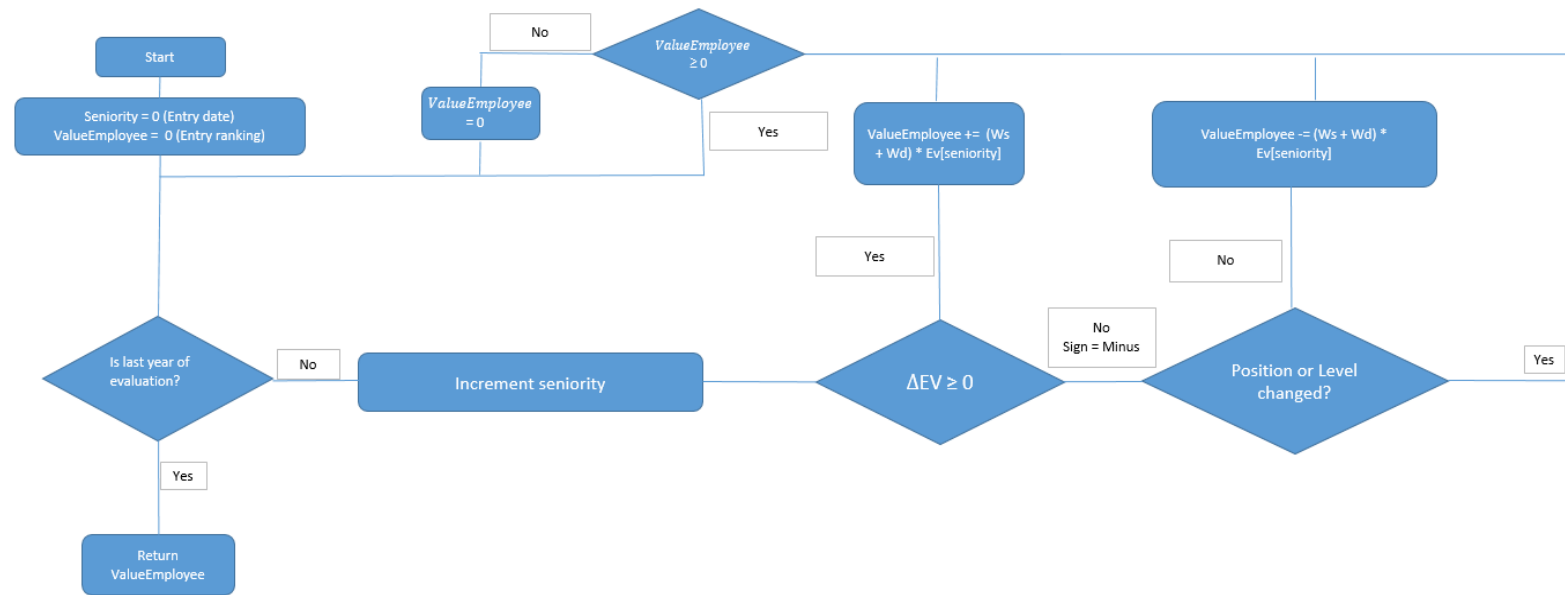 Start
Seniority = 0 (Entry date)
ValueEmployee =  0 (Entry ranking)
No
ValueEmployee
≥ 0
ValueEmployee
= 0
Yes
ValueEmployee +=  (Ws
+ Wd) * Ev[seniority]
ValueEmployee -= (Ws + Wd) *
Ev[seniority]
Yes
No
Is last year of
evaluation?
No
Increment seniority
ΔEV ≥ 0
No
Sign = Minus
Position or Level
changed?
Yes
Yes
Return
ValueEmployee